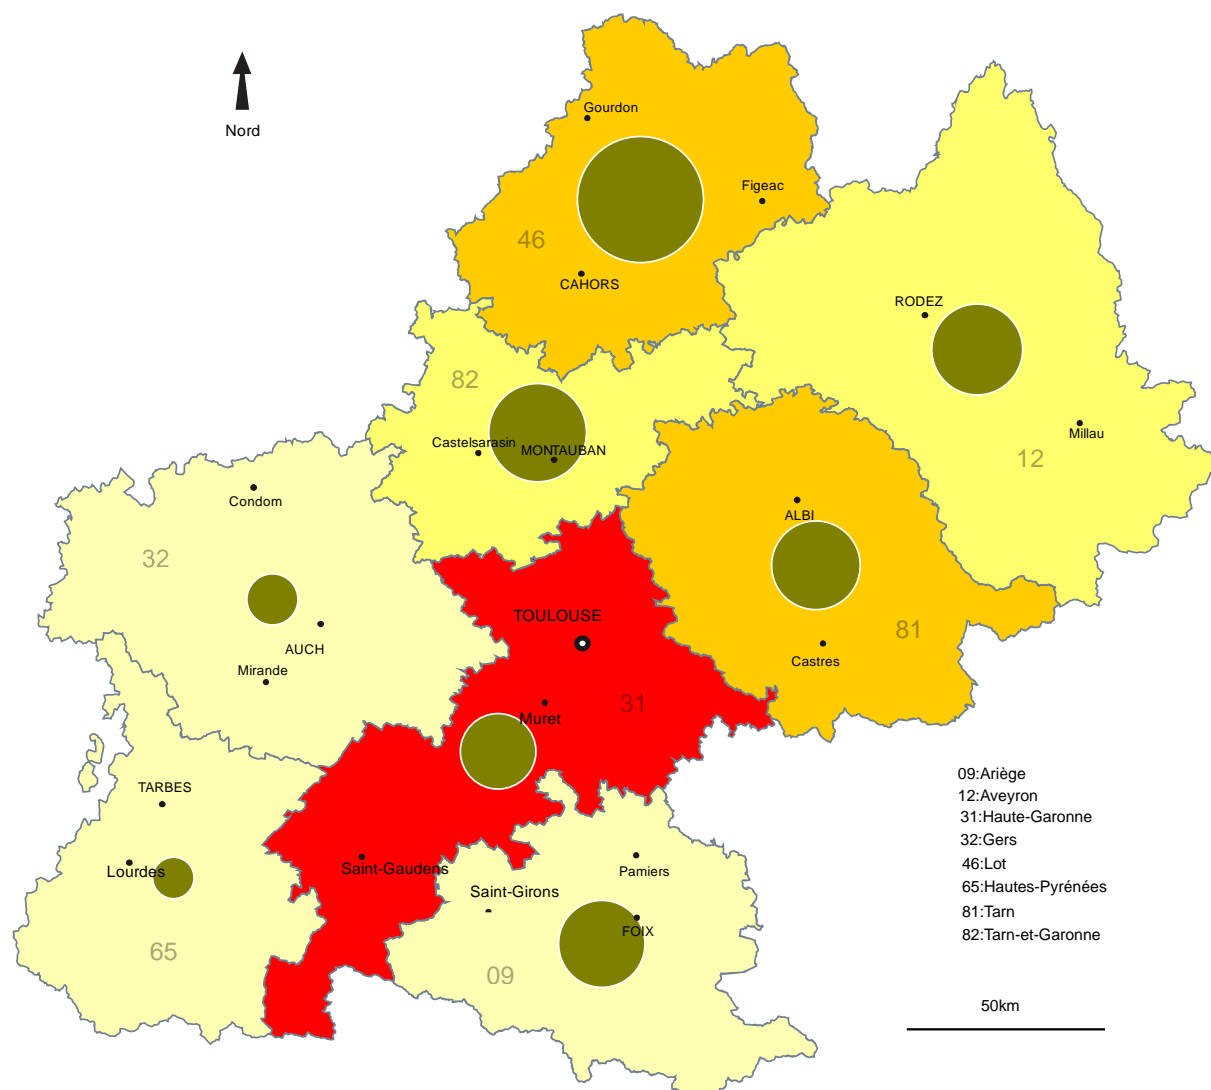 Nord
Gourdon
Figeac
46
CAHORS
RODEZ
82
Castelsarasin
MONTAUBAN
Millau
12
Condom
ALBI
32
TOULOUSE
AUCH
81
Castres
Mirande
Muret
31
TARBES
Lourdes
Saint-Gaudens
Pamiers
Saint-Girons
FOIX
65
09
09:Ariège
12:Aveyron
31:Haute-Garonne
32:Gers
46:Lot
65:Hautes-Pyrénées
81:Tarn
82:Tarn-et-Garonne
50km